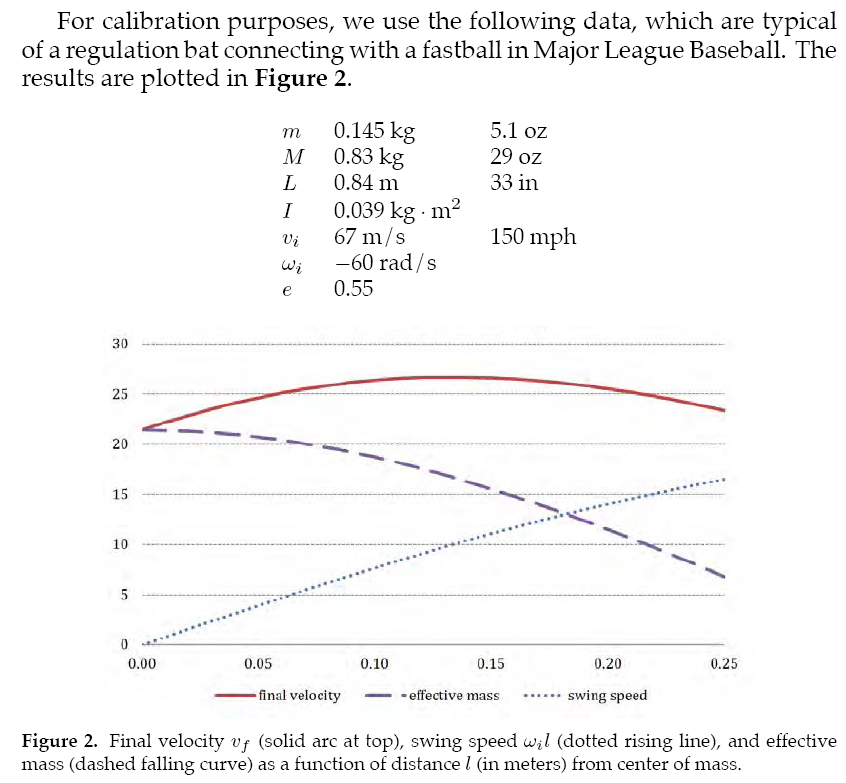 For calibration purposes, we use the following data, which are typical
of a regulation bat connecting with a fastball in Major League Baseball. The
results are plotted in Figure 2.
m 0.145 kg 5.1 oz
M 0.83 kg 29 oz
L 0.84 m 33 in
I 0.039 kg · m²
vᵢ 67 m/s 150 mph
ωᵢ −60 rad/s
e 0.55
30
25
20
15
10
5
0
0.00 0.05 0.10 0.15 0.20 0.25
final velocity effective mass swing speed
Figure 2. Final velocity v_f (solid arc at top), swing speed ωᵢl (dotted rising line), and effective
mass (dashed falling curve) as a function of distance l (in meters) from center of mass.